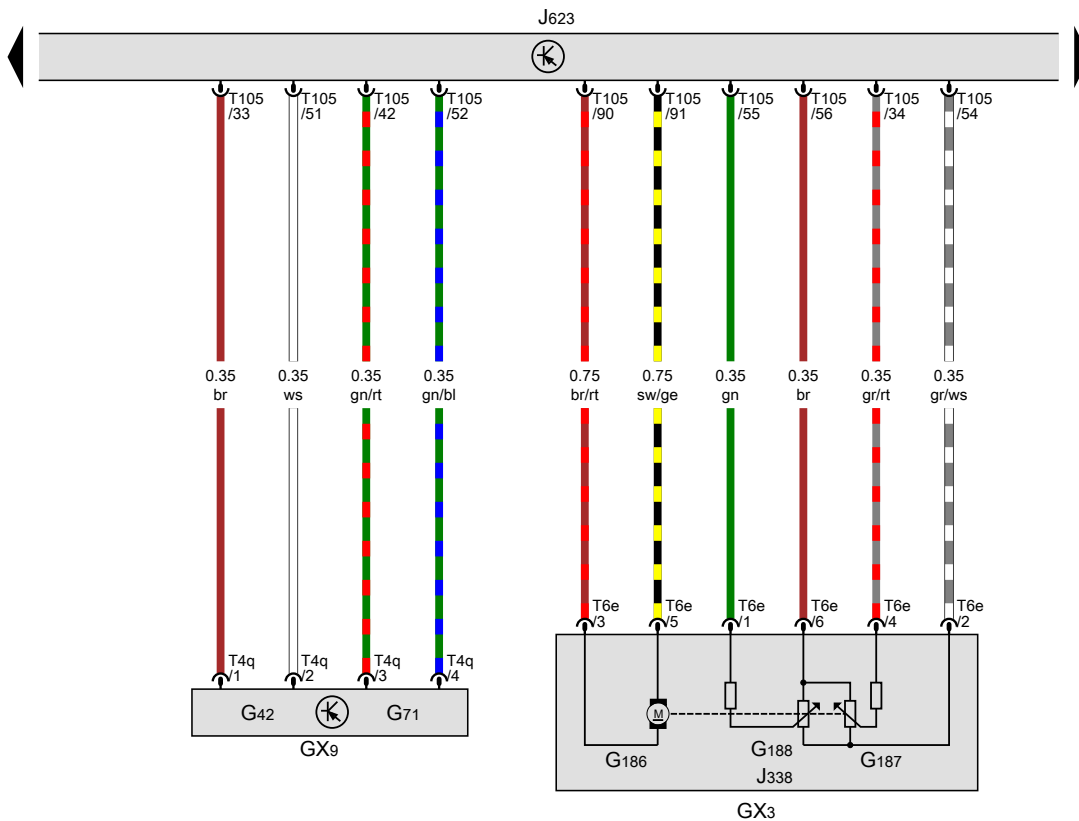 J623
T105 T105 T105 T105 T105 T105 T105 T105 T105 T105
/33 /51 /42 /52 /90 /91 /55 /56 /34 /54
0.35 0.35 0.35 0.35 0.75 0.75 0.35 0.35 0.35 0.35
br ws gn/rt gn/bl br/rt sw/ge gn br gr/rt gr/ws
T6e T6e T6e T6e T6e T6e
/3 /5 /1 /6 /4 /2
T4q T4q T4q T4q
/1 /2 /3 /4
G42 G71 M
GX9
G186 G188 G187
J338
GX3